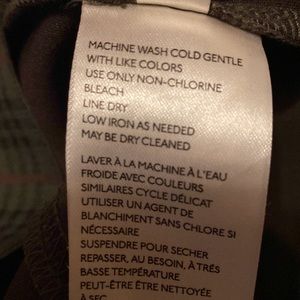 MACHINE WASH COLD GENTLE
WITH LIKE COLORS
USE ONLY NON-CHLORINE
BLEACH
LINE DRY
LOW IRON AS NEEDED
MAY BE DRY CLEANED
LAVER À LA MACHINE À L'EAU
FROIDE AVEC COULEURS
SIMILAIRES CYCLE DÉLICAT
UTILISER UN AGENT DE
BLANCHIMENT SANS CHLORE SI
NÉCESSAIRE
SUSPENDRE POUR SECHER
REPASSER, AU BESOIN, À TRÈS
BASSE TEMPÉRATURE
PEUT-ÊTRE ÊTRE NETTOYÉE
À SEC